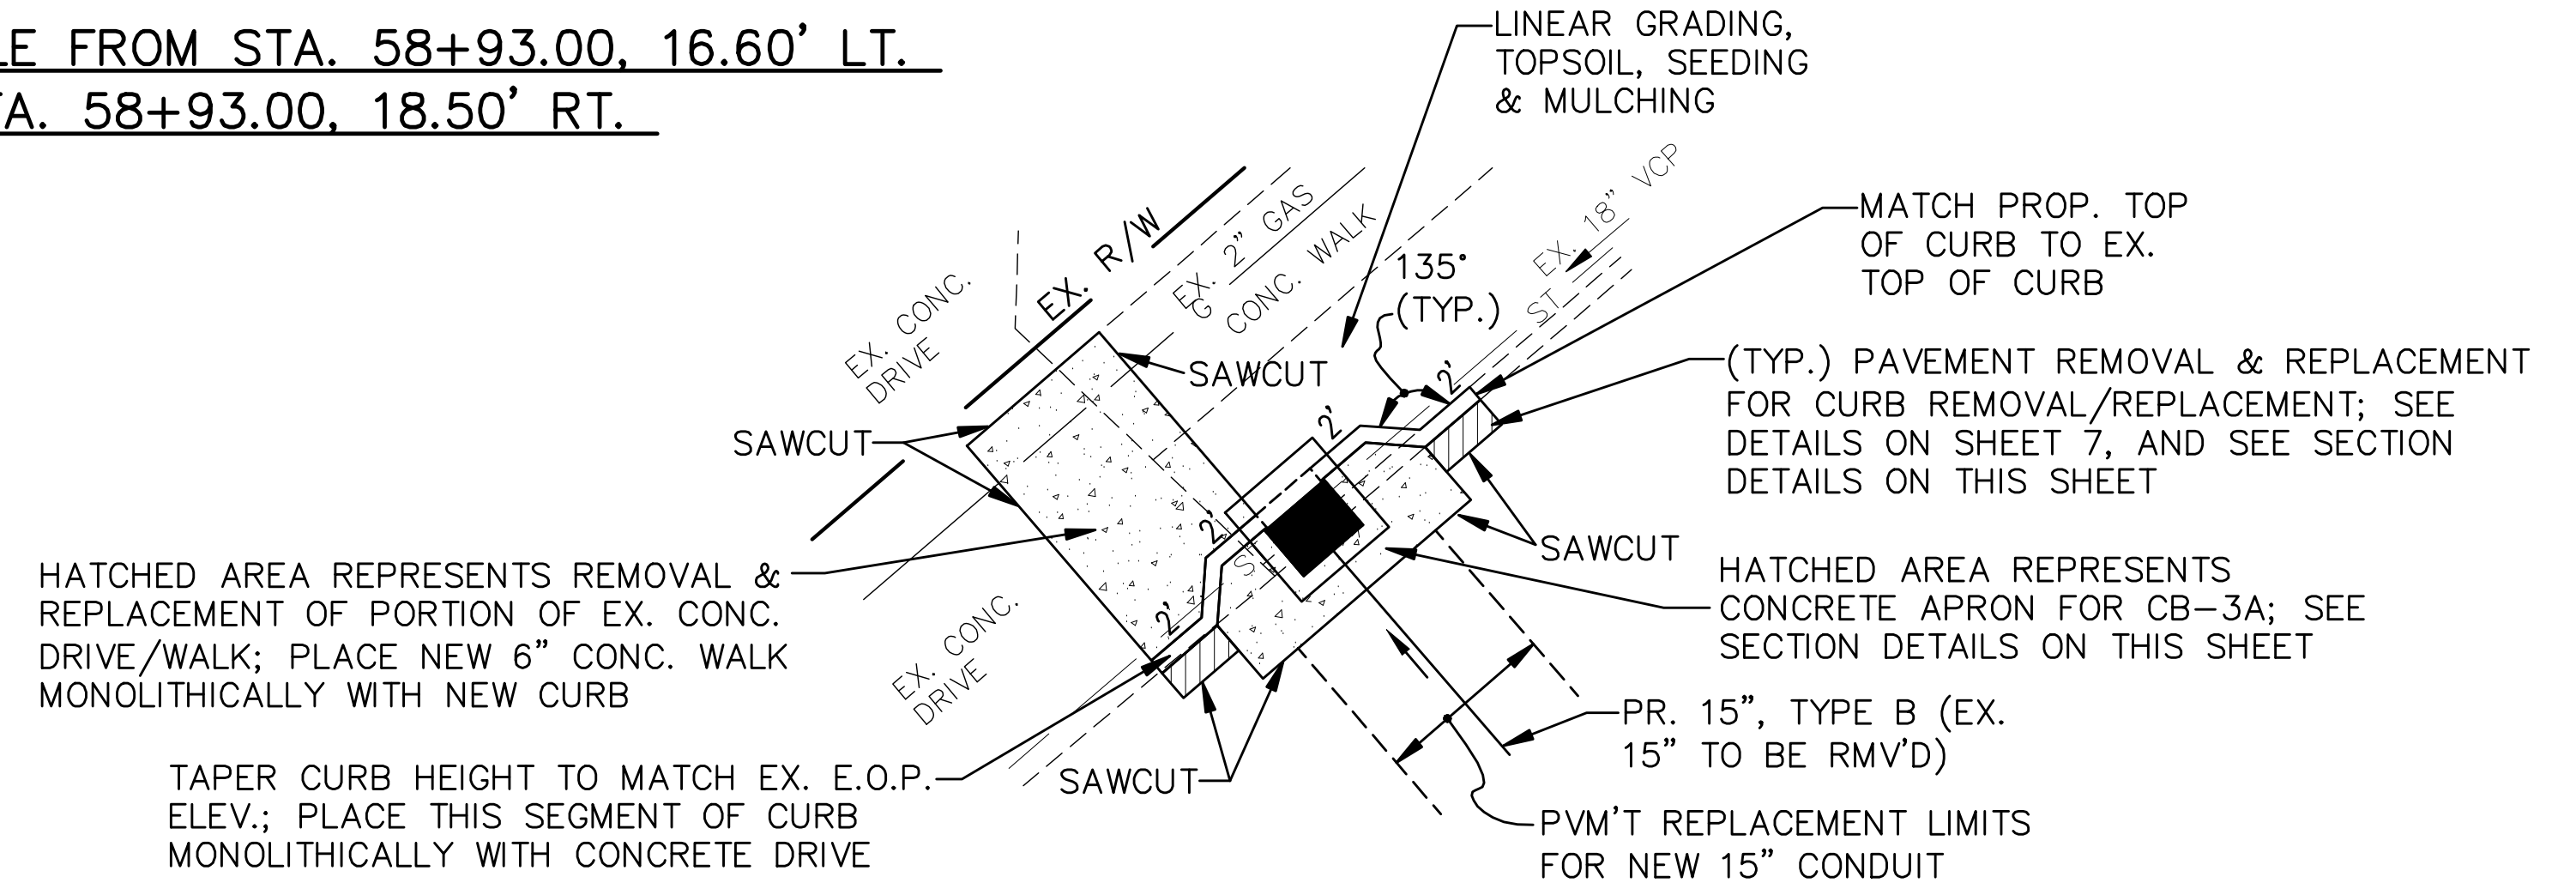 LE FROM STA. 58+93.00, 16.60' LT.
TA. 58+93.00, 18.50' RT.
LINEAR GRADING,
TOPSOIL, SEEDING
& MULCHING
EX. 18" VCP
ST
MATCH PROP. TOP
OF CURB TO EX.
TOP OF CURB
EX. R/W
EX. 2" GAS
G
CONC. WALK
135°
(TYP.)
EX. CONC.
DRIVE
SAWCUT
2'
(TYP.) PAVEMENT REMOVAL & REPLACEMENT
FOR CURB REMOVAL/REPLACEMENT; SEE
DETAILS ON SHEET 7, AND SEE SECTION
DETAILS ON THIS SHEET
2'
SAWCUT
2'
SAWCUT
HATCHED AREA REPRESENTS REMOVAL &
REPLACEMENT OF PORTION OF EX. CONC.
DRIVE/WALK; PLACE NEW 6" CONC. WALK
MONOLITHICALLY WITH NEW CURB
ST
2'
HATCHED AREA REPRESENTS
CONCRETE APRON FOR CB-3A; SEE
SECTION DETAILS ON THIS SHEET
EX. CONC.
DRIVE
PR. 15", TYPE B (EX.
15" TO BE RMV'D)
TAPER CURB HEIGHT TO MATCH EX. E.O.P.
ELEV.; PLACE THIS SEGMENT OF CURB
MONOLITHICALLY WITH CONCRETE DRIVE
SAWCUT
PVM'T REPLACEMENT LIMITS
FOR NEW 15" CONDUIT